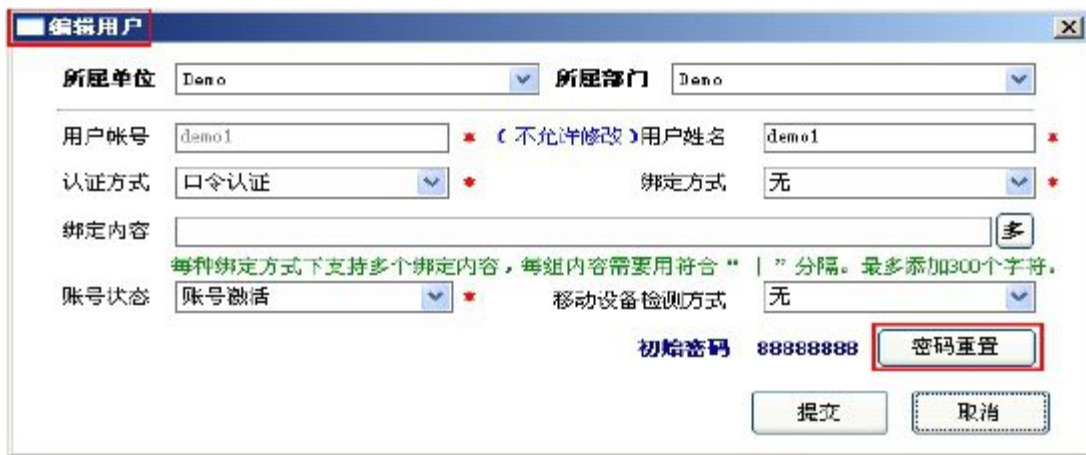 编辑用户
所属单位 Demo 所属部门 Demo
用户帐号 demo1 * (不允许修改)用户姓名 demo1 *
认证方式 口令认证 * 绑定方式 无 *
绑定内容 多
每种绑定方式下支持多个绑定内容，每组内容需要用符合“ | ”分隔。最多添加300个字符。
账号状态 账号激活 * 移动设备检测方式 无
初始密码 88888888 密码重置
提交 取消